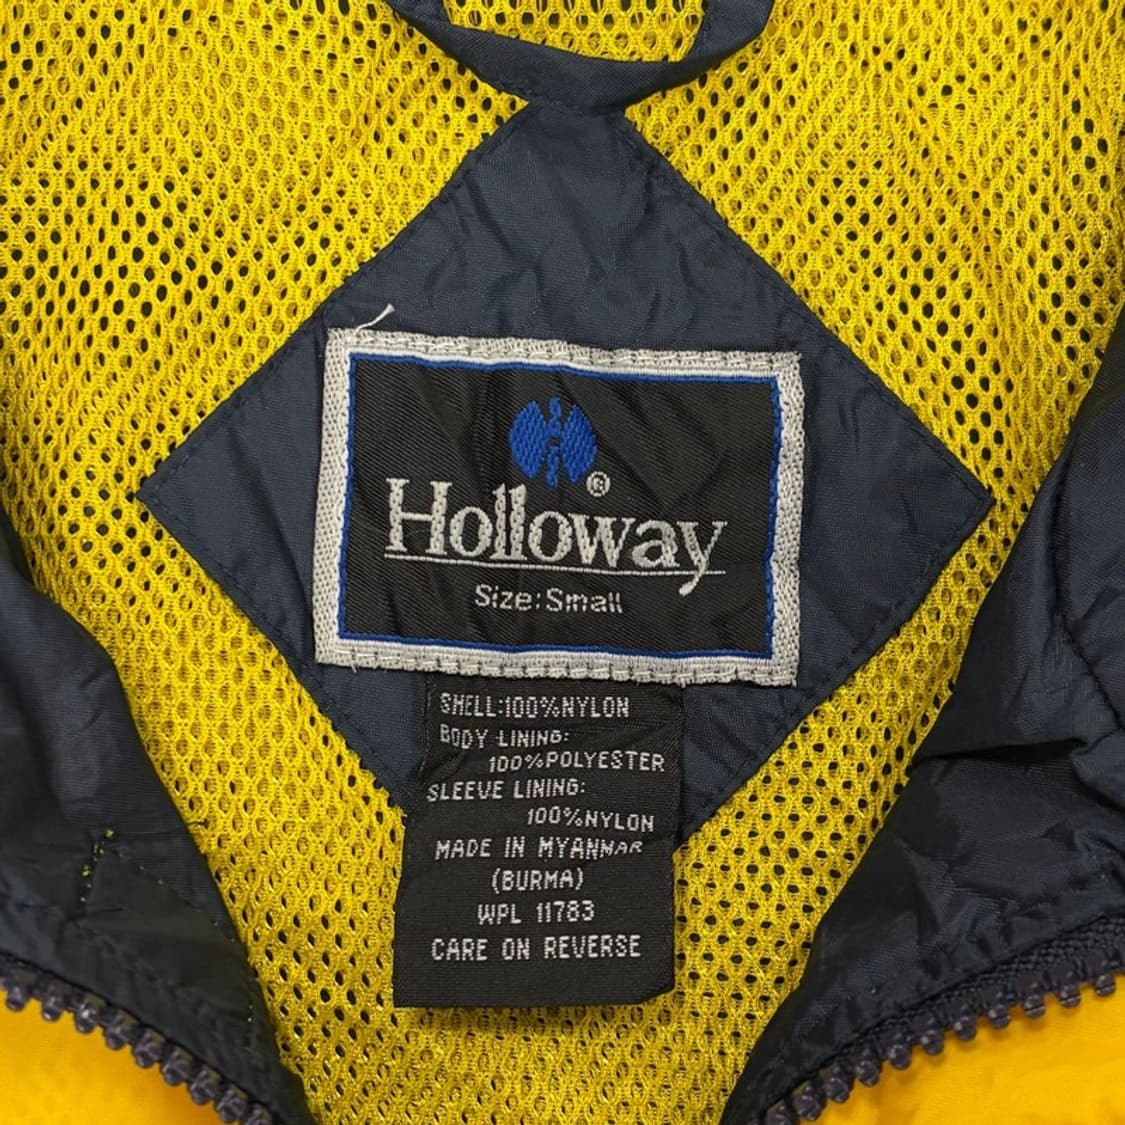 ®
Holloway
Size:Small
SHELL:100%NYLON
BODY LINING:
100%POLYESTER
SLEEVE LINING:
100%NYLON
MADE IN MYANMAR
(BURMA)
WPL 11783
CARE ON REVERSE